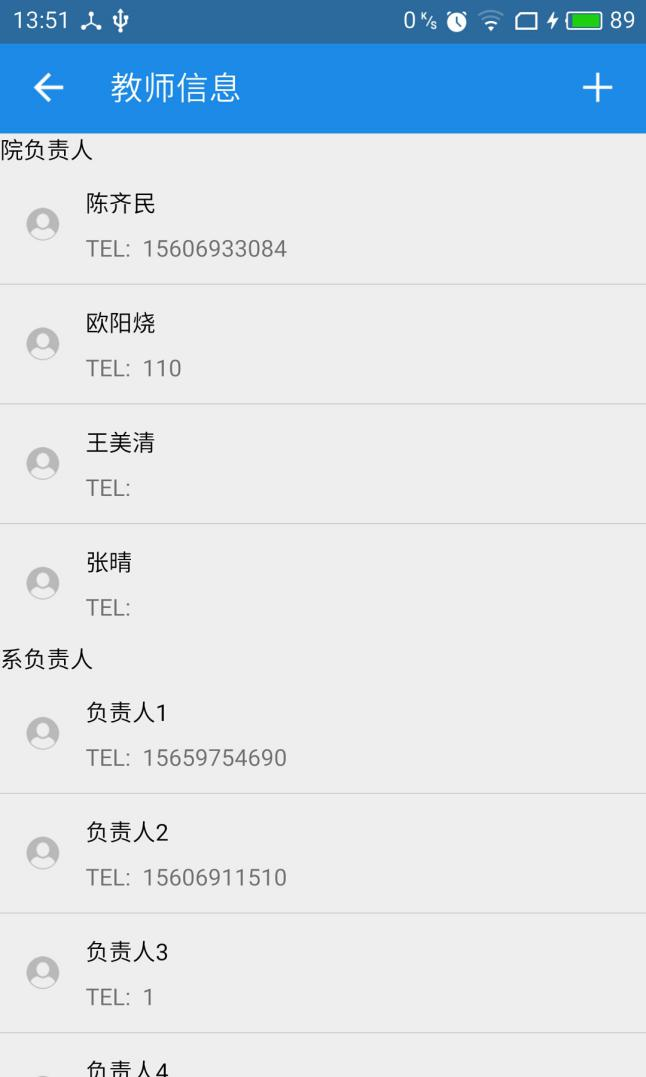 13:51
0 K/s
89
教师信息
院负责人
陈齐民
TEL: 15606933084
欧阳烧
TEL: 110
王美清
TEL:
张晴
TEL:
系负责人
负责人1
TEL: 15659754690
负责人2
TEL: 15606911510
负责人3
TEL: 1
负责人4